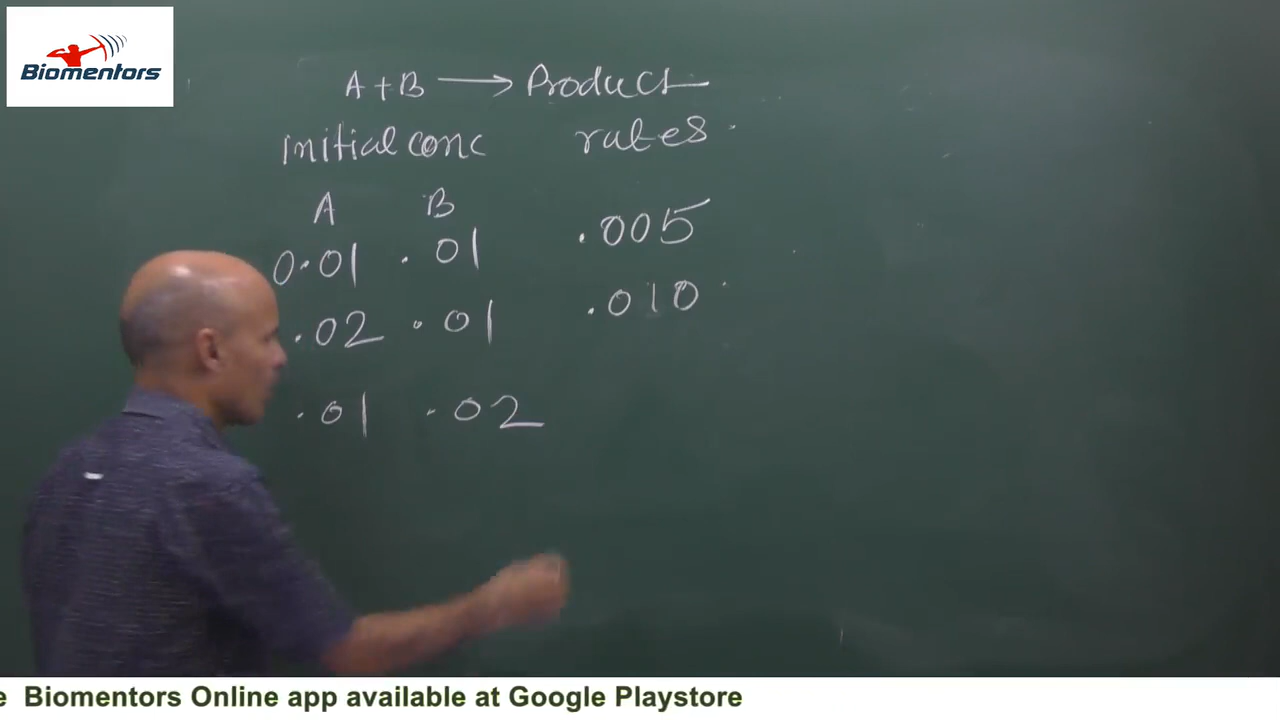 Biomentors
A + B → Product
initial conc rates
A B
0.01 .01 .005
.02 .01 .010
.01 .02
e Biomentors Online app available at Google Playstore